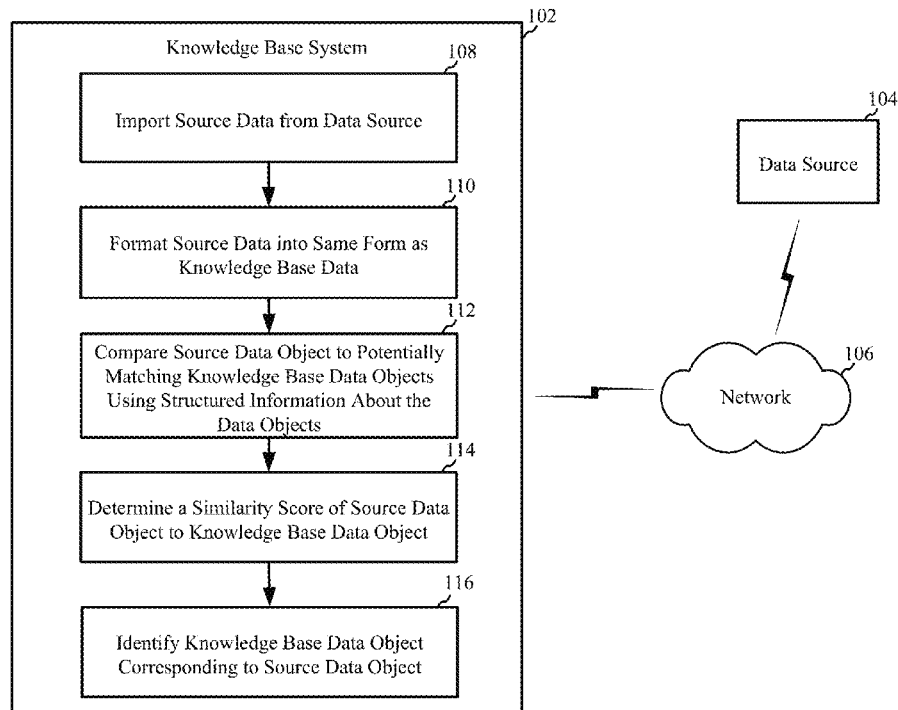 102
Knowledge Base System
108
Import Source Data from Data Source
110
Format Source Data into Same Form as
Knowledge Base Data
112
Compare Source Data Object to Potentially
Matching Knowledge Base Data Objects
Using Structured Information About the
Data Objects
114
Determine a Similarity Score of Source Data
Object to Knowledge Base Data Object
116
Identify Knowledge Base Data Object
Corresponding to Source Data Object
104
Data Source
106
Network